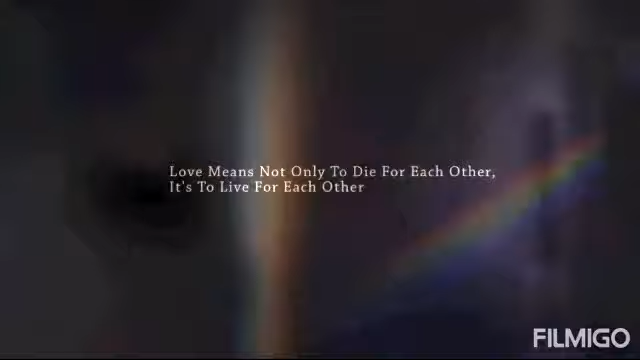 Love Means Not Only To Die For Each Other,
It's To Live For Each Other
FILMIGO